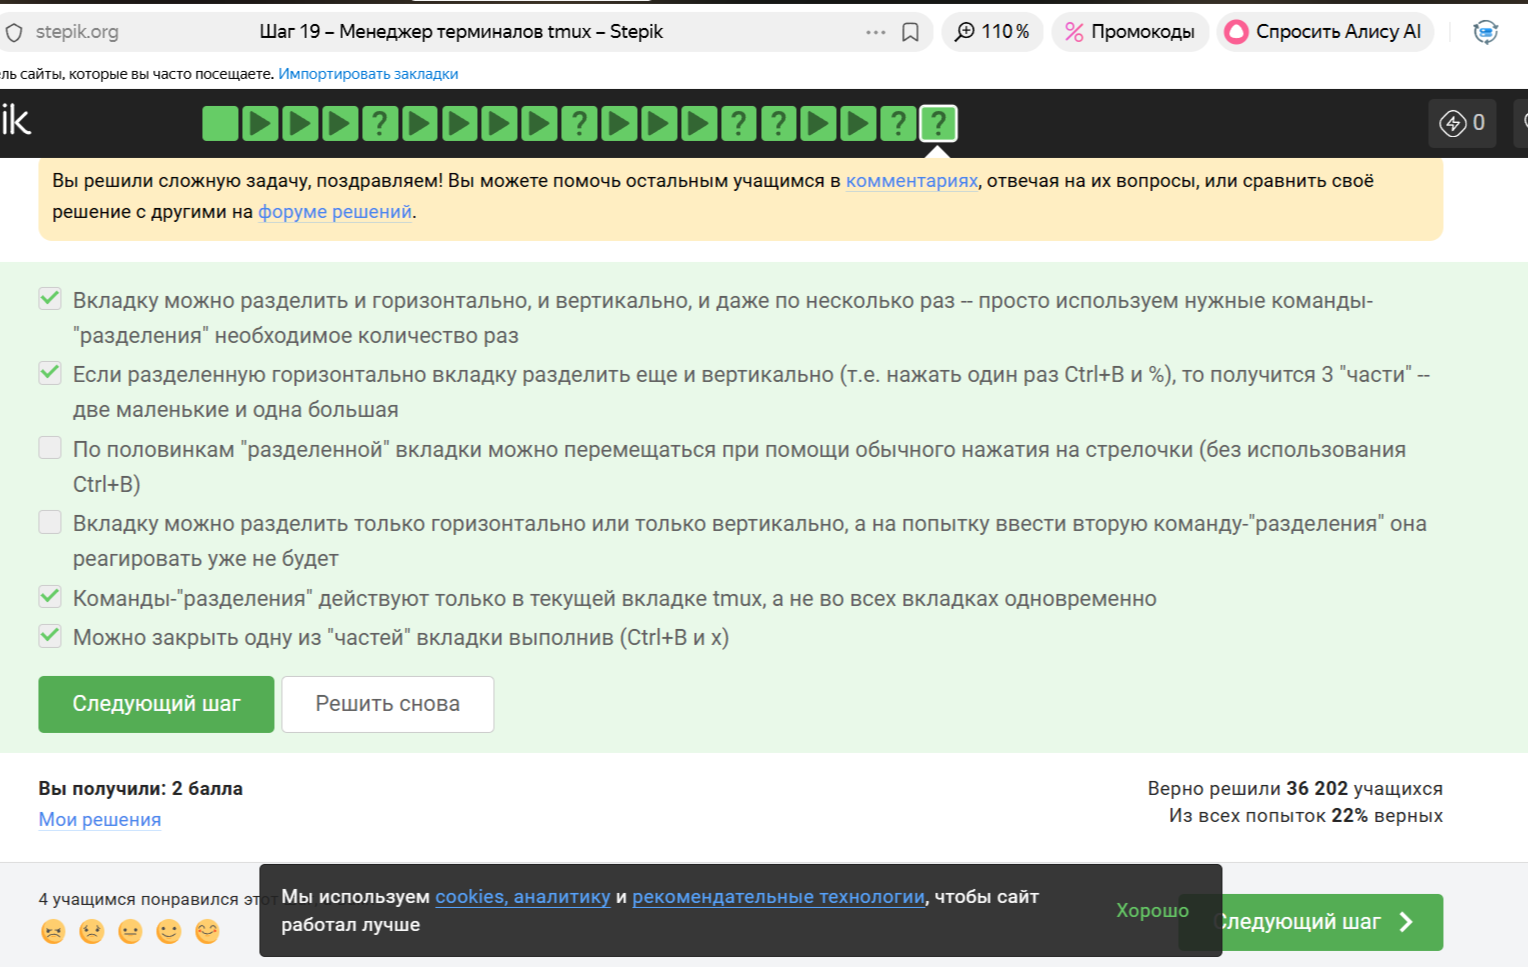 stepik.org
Шаг 19 – Менеджер терминалов tmux – Stepik
110 %
Промокоды
Спросить Алису AI
ль сайты, которые вы часто посещаете. Импортировать закладки
ik
? ? ? ? ? ?
0
Вы решили сложную задачу, поздравляем! Вы можете помочь остальным учащимся в комментариях, отвечая на их вопросы, или сравнить своё
решение с другими на форуме решений.
Вкладку можно разделить и горизонтально, и вертикально, и даже по несколько раз -- просто используем нужные команды-
"разделения" необходимое количество раз
Если разделенную горизонтально вкладку разделить еще и вертикально (т.е. нажать один раз Ctrl+B и %), то получится 3 "части" --
две маленькие и одна большая
По половинкам "разделенной" вкладки можно перемещаться при помощи обычного нажатия на стрелочки (без использования
Ctrl+B)
Вкладку можно разделить только горизонтально или только вертикально, а на попытку ввести вторую команду-"разделения" она
реагировать уже не будет
Команды-"разделения" действуют только в текущей вкладке tmux, а не во всех вкладках одновременно
Можно закрыть одну из "частей" вкладки выполнив (Ctrl+B и x)
Следующий шаг
Решить снова
Вы получили: 2 балла
Мои решения
Верно решили 36 202 учащихся
Из всех попыток 22% верных
4 учащимся понравился этот
Мы используем cookies, аналитику и рекомендательные технологии, чтобы сайт
работал лучше
Хорошо
Следующий шаг